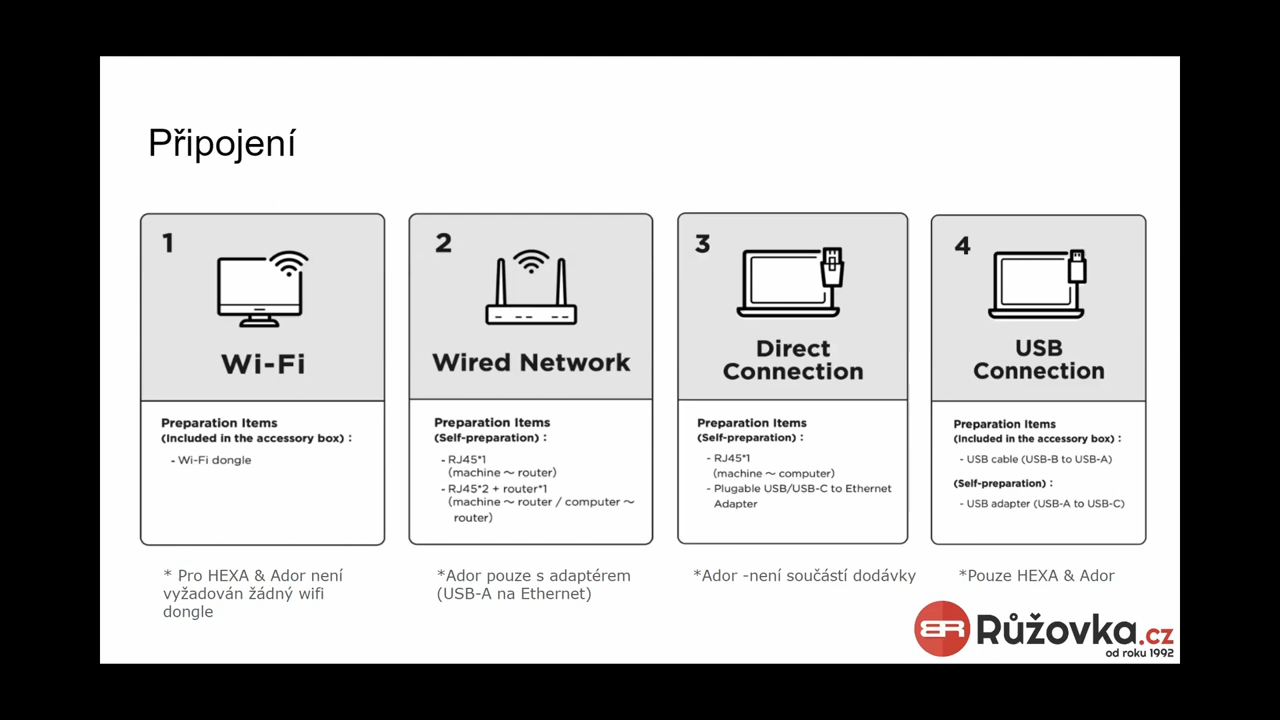 Připojení
1
Wi-Fi
Preparation Items
(Included in the accessory box) :
- Wi-Fi dongle
* Pro HEXA & Ador není
vyžadován žádný wifi
dongle
2
Wired Network
Preparation Items
(Self-preparation) :
- RJ45*1
(machine ～ router)
- RJ45*2 + router*1
(machine ～ router / computer ～
router)
*Ador pouze s adaptérem
(USB-A na Ethernet)
3
Direct
Connection
Preparation Items
(Self-preparation) :
- RJ45*1
(machine ～ computer)
- Plugable USB/USB-C to Ethernet
Adapter
*Ador -není součástí dodávky
4
USB
Connection
Preparation Items
(Included in the accessory box) :
- USB cable (USB-B to USB-A)
(Self-preparation) :
- USB adapter (USB-A to USB-C)
*Pouze HEXA & Ador
BR Růžovka.cz
od roku 1992